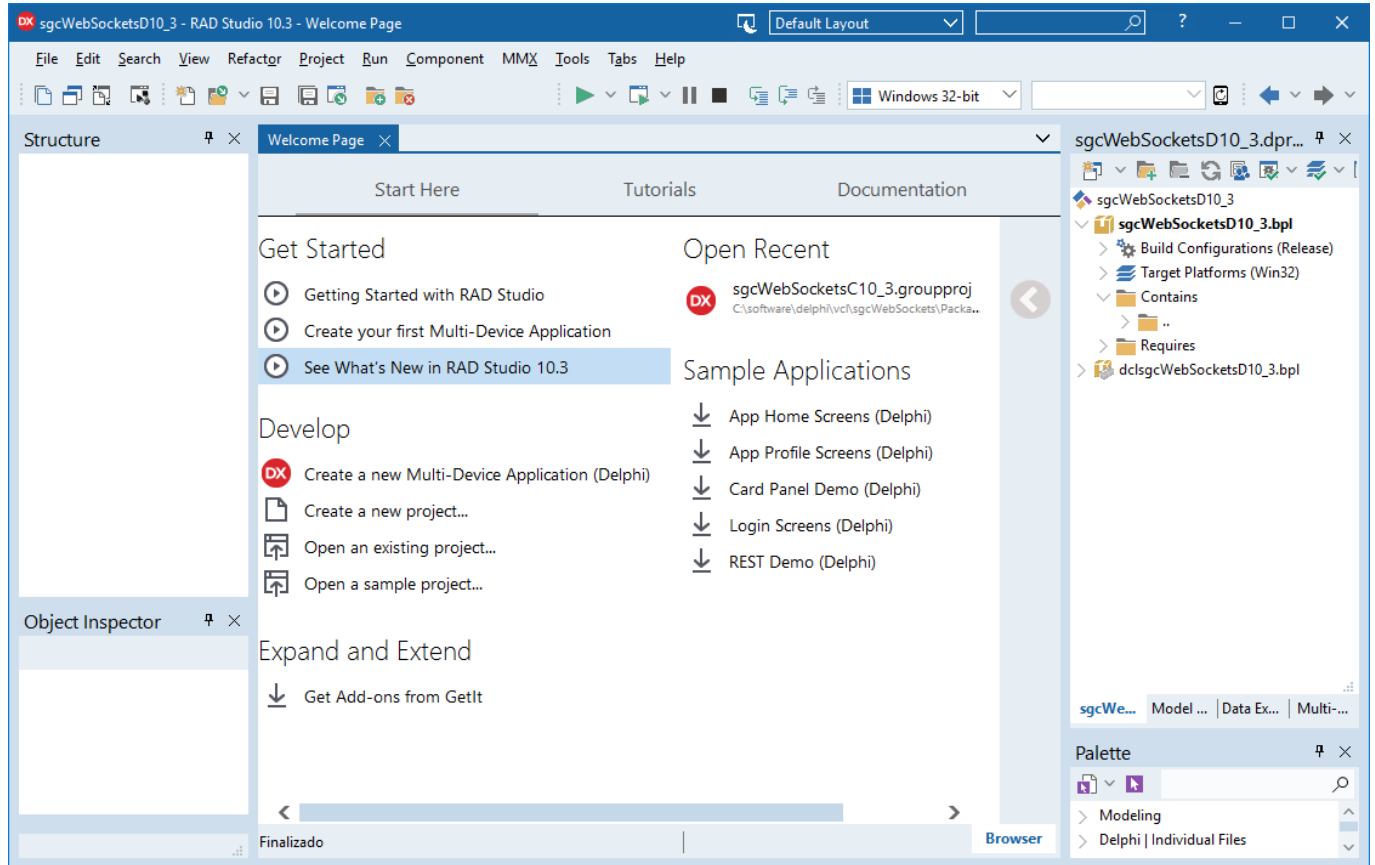 DX sgcWebSocketsD10_3 - RAD Studio 10.3 - Welcome Page
Default Layout
?
File Edit Search View Refactor Project Run Component MMX Tools Tabs Help
Windows 32-bit
Structure
Welcome Page
Start Here
Tutorials
Documentation
Get Started
Getting Started with RAD Studio
Create your first Multi-Device Application
See What's New in RAD Studio 10.3
Develop
DX Create a new Multi-Device Application (Delphi)
Create a new project...
Open an existing project...
Open a sample project...
Expand and Extend
Get Add-ons from GetIt
Open Recent
DX sgcWebSocketsC10_3.groupproj
C:\software\delphi\vcl\sgcWebSockets\Packa...
Sample Applications
App Home Screens (Delphi)
App Profile Screens (Delphi)
Card Panel Demo (Delphi)
Login Screens (Delphi)
REST Demo (Delphi)
Object Inspector
Finalizado
Browser
sgcWebSocketsD10_3.dpr...
sgcWebSocketsD10_3
sgcWebSocketsD10_3.bpl
Build Configurations (Release)
Target Platforms (Win32)
Contains
..
Requires
dclsgcWebSocketsD10_3.bpl
sgcWe... Model ... Data Ex... Multi-...
Palette
Modeling
Delphi | Individual Files